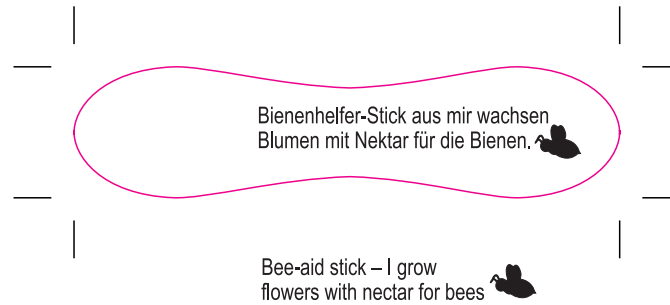 Bienenhelfer-Stick aus mir wachsen
Blumen mit Nektar für die Bienen.
Bee-aid stick – I grow
flowers with nectar for bees